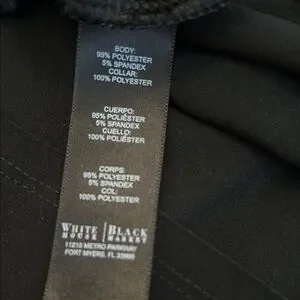 BODY:
95% POLYESTER
5% SPANDEX
COLLAR:
100% POLYESTER
CUERPO:
95% POLIÉSTER
5% SPANDEX
CUELLO:
100% POLIÉSTER
CORPS:
95% POLYESTER
5% SPANDEX
COL:
100% POLYESTER
WHITE | BLACK
HOUSE | MARKET
11215 METRO PARKWAY
FORT MYERS, FL 33966